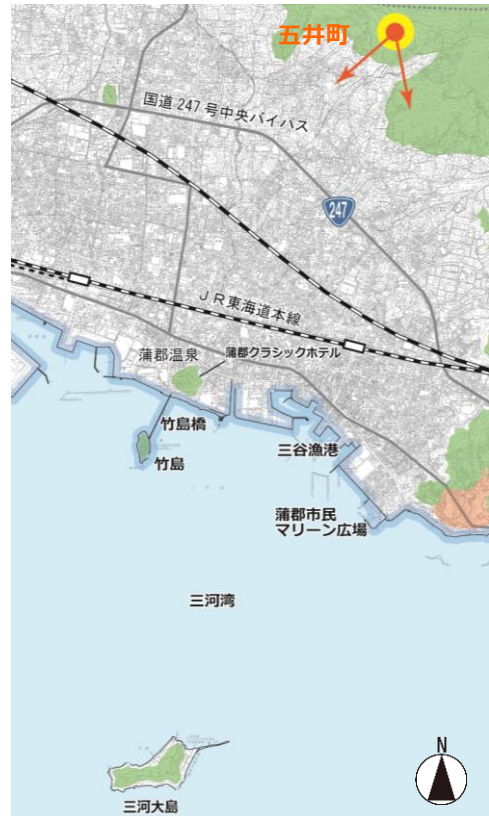 五井町
国道247号中央バイパス
247
JR東海道本線
蒲郡温泉
蒲郡クラシックホテル
竹島橋
竹島
三谷漁港
蒲郡市民
マリーン広場
三河湾
N
三河大島